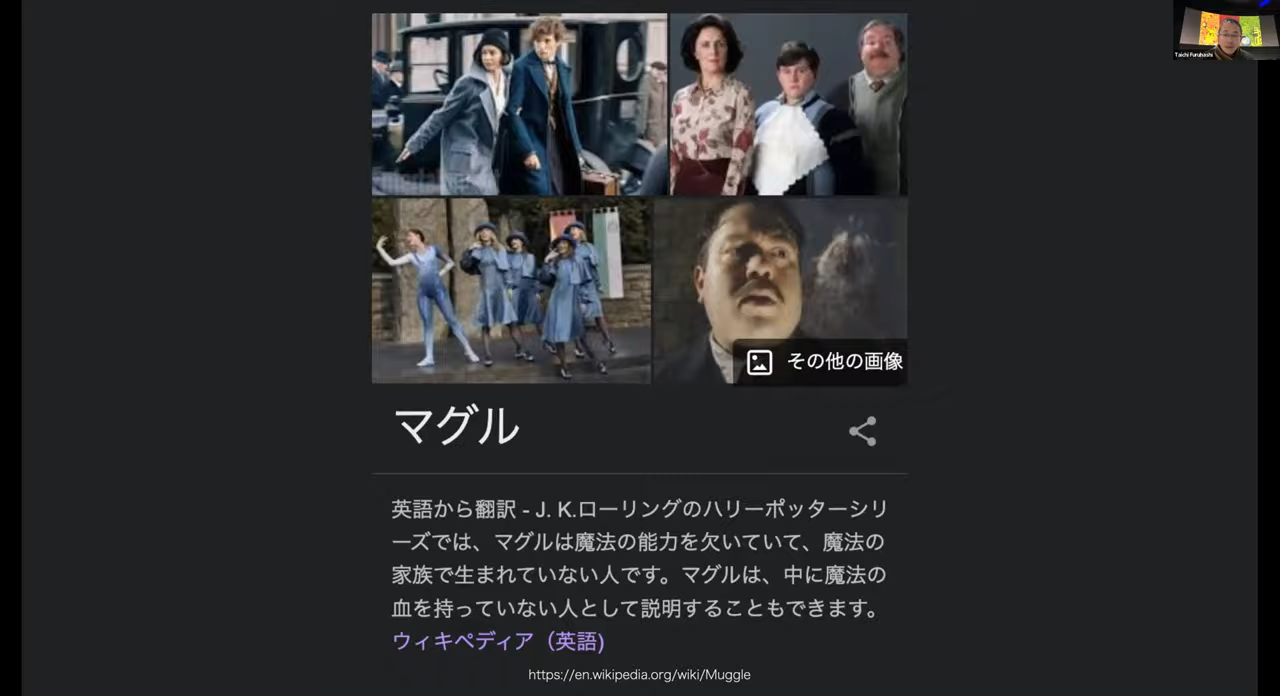 Taichi Furuhashi
その他の画像
マグル
英語から翻訳 - J. K.ローリングのハリーポッターシリ
ーズでは、マグルは魔法の能力を欠いていて、魔法の
家族で生まれていない人です。マグルは、中に魔法の
血を持っていない人として説明することもできます。
ウィキペディア（英語）
https://en.wikipedia.org/wiki/Muggle